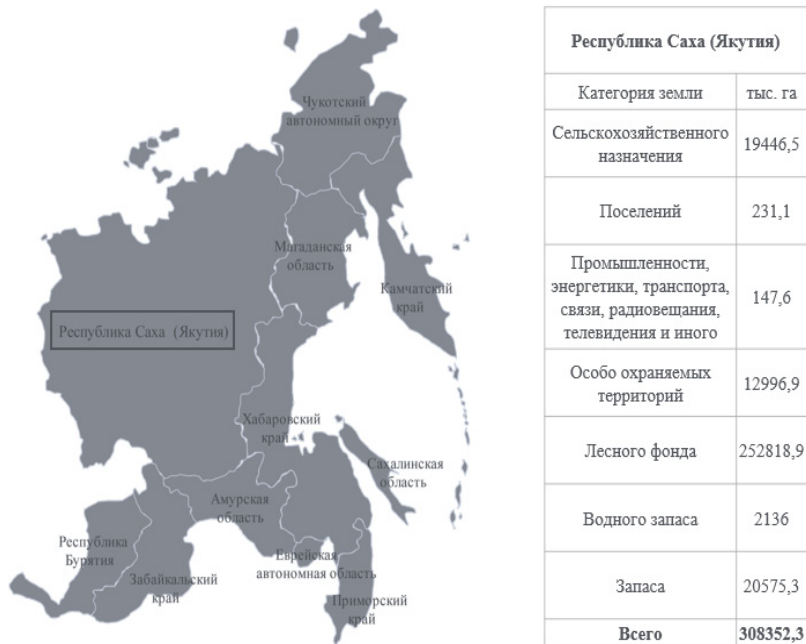 Чукотский
автономный округ
Магаданская
область
Камчатский
край
Республика Саха (Якутия)
Хабаровский
край
Сахалинская
область
Амурская
область
Республика
Бурятия
Забайкальский
край
Еврейская
автономная область
Приморский
край
Республика Саха (Якутия)
Категория земли тыс. га
Сельскохозяйственного
назначения 19446,5
Поселений 231,1
Промышленности,
энергетики, транспорта,
связи, радиовещания, 147,6
телевидения и иного
Особо охраняемых
территорий 12996,9
Лесного фонда 252818,9
Водного запаса 2136
Запаса 20575,3
Всего 308352,3